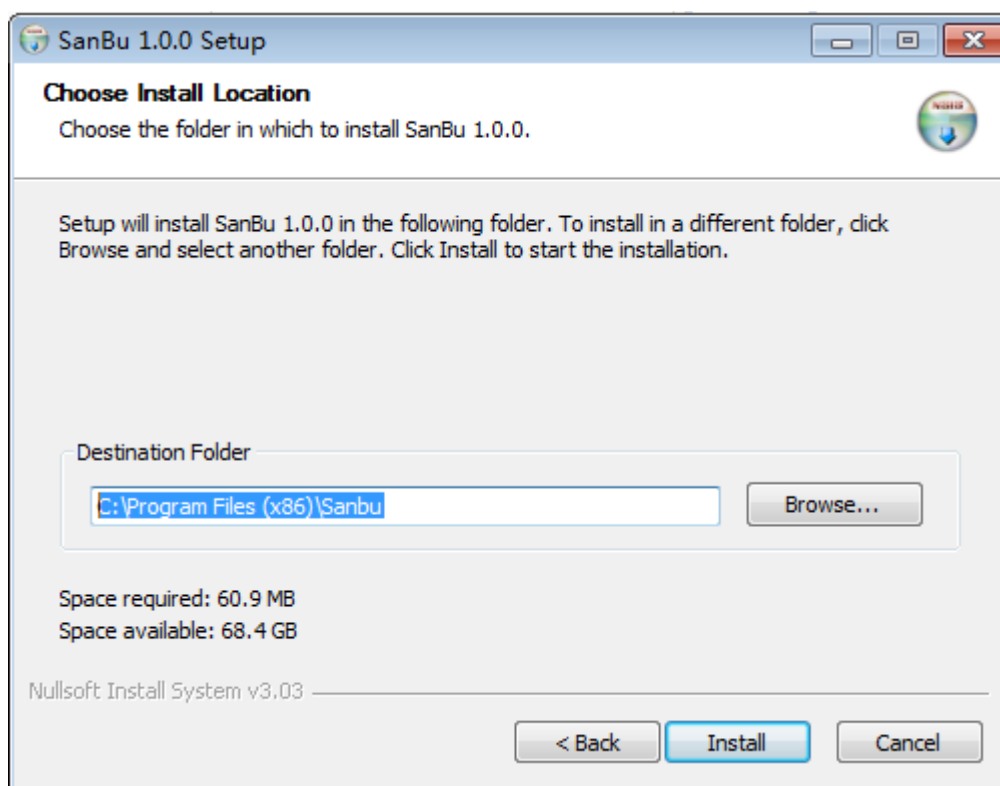 SanBu 1.0.0 Setup
Choose Install Location
Choose the folder in which to install SanBu 1.0.0.
Setup will install SanBu 1.0.0 in the following folder. To install in a different folder, click
Browse and select another folder. Click Install to start the installation.
Destination Folder
C:\Program Files (x86)\Sanbu
Browse...
Space required: 60.9 MB
Space available: 68.4 GB
Nullsoft Install System v3.03
< Back
Install
Cancel